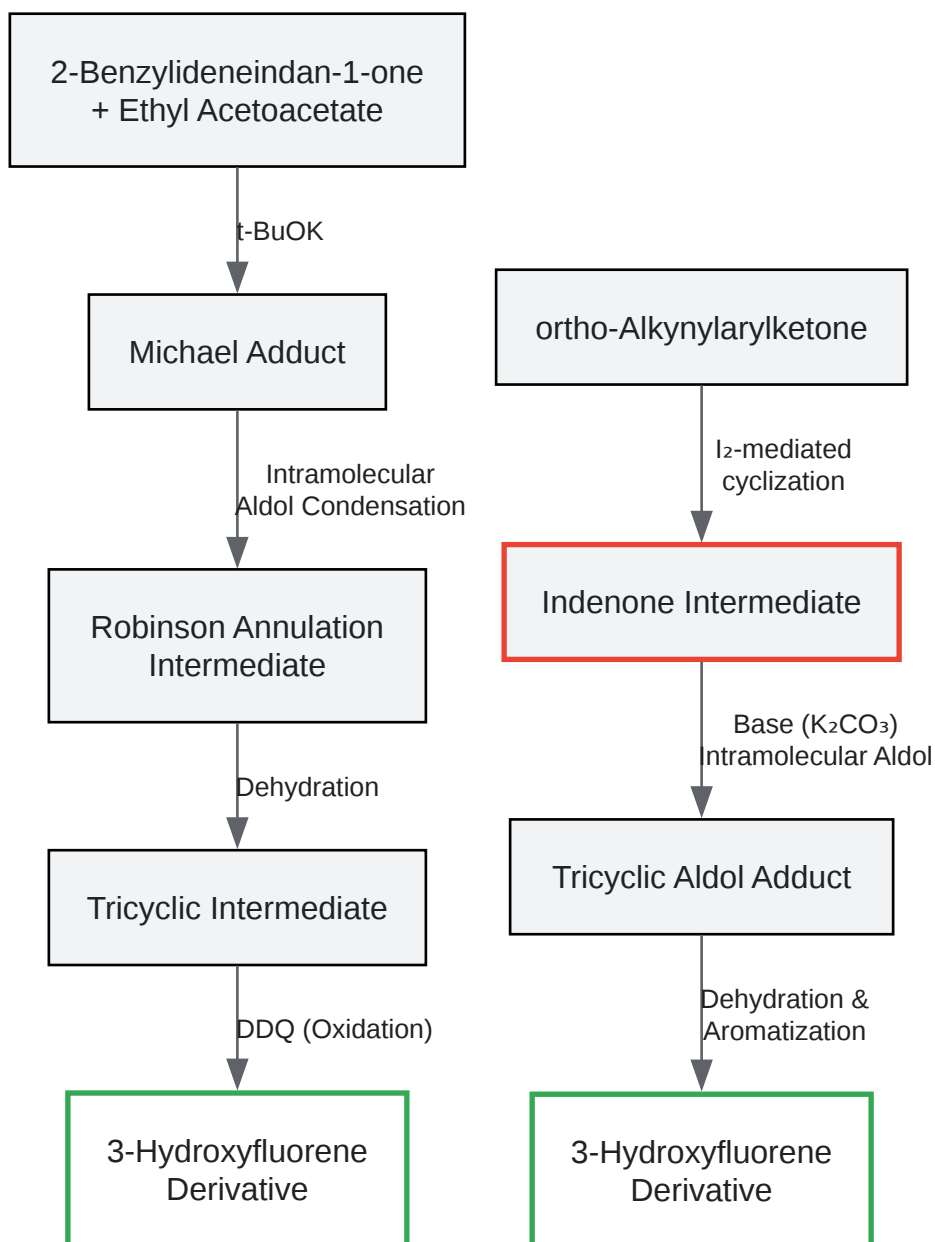 2-Benzylideneindan-1-one
+ Ethyl Acetoacetate
t-BuOK
Michael Adduct
Intramolecular
Aldol Condensation
Robinson Annulation
Intermediate
Dehydration
Tricyclic Intermediate
DDQ (Oxidation)
3-Hydroxyfluorene
Derivative
ortho-Alkynylarylketone
I₂-mediated
cyclization
Indenone Intermediate
Base (K₂CO₃)
Intramolecular Aldol
Tricyclic Aldol Adduct
Dehydration &
Aromatization
3-Hydroxyfluorene
Derivative